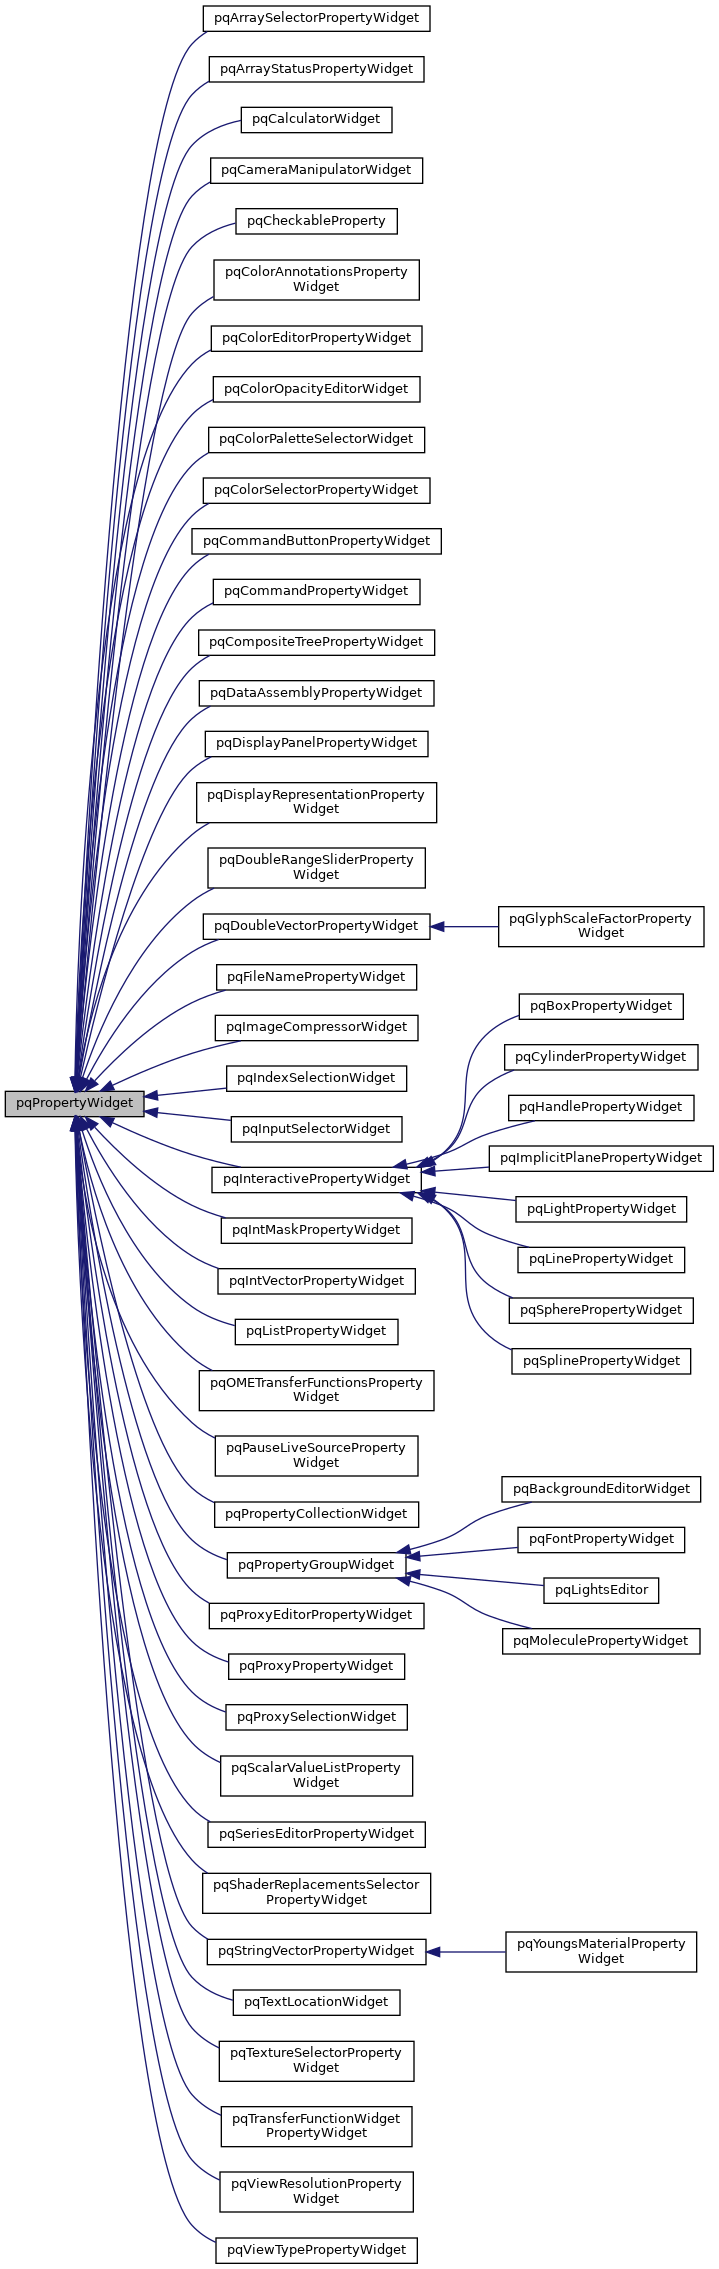 pqArraySelectorPropertyWidget
pqArrayStatusPropertyWidget
pqCalculatorWidget
pqCameraManipulatorWidget
pqCheckableProperty
pqColorAnnotationsProperty
Widget
pqColorEditorPropertyWidget
pqColorOpacityEditorWidget
pqColorPaletteSelectorWidget
pqColorSelectorPropertyWidget
pqCommandButtonPropertyWidget
pqCommandPropertyWidget
pqCompositeTreePropertyWidget
pqDataAssemblyPropertyWidget
pqDisplayPanelPropertyWidget
pqDisplayRepresentationProperty
Widget
pqDoubleRangeSliderProperty
Widget
pqDoubleVectorPropertyWidget
pqGlyphScaleFactorProperty
Widget
pqFileNamePropertyWidget
pqImageCompressorWidget
pqIndexSelectionWidget
pqPropertyWidget
pqInputSelectorWidget
pqInteractivePropertyWidget
pqBoxPropertyWidget
pqCylinderPropertyWidget
pqHandlePropertyWidget
pqImplicitPlanePropertyWidget
pqLightPropertyWidget
pqLinePropertyWidget
pqSpherePropertyWidget
pqSplinePropertyWidget
pqIntMaskPropertyWidget
pqIntVectorPropertyWidget
pqListPropertyWidget
pqOMETransferFunctionsProperty
Widget
pqPauseLiveSourceProperty
Widget
pqPropertyCollectionWidget
pqPropertyGroupWidget
pqBackgroundEditorWidget
pqFontPropertyWidget
pqLightsEditor
pqMoleculePropertyWidget
pqProxyEditorPropertyWidget
pqProxyPropertyWidget
pqProxySelectionWidget
pqScalarValueListProperty
Widget
pqSeriesEditorPropertyWidget
pqShaderReplacementsSelector
PropertyWidget
pqStringVectorPropertyWidget
pqYoungsMaterialProperty
Widget
pqTextLocationWidget
pqTextureSelectorProperty
Widget
pqTransferFunctionWidget
PropertyWidget
pqViewResolutionProperty
Widget
pqViewTypePropertyWidget